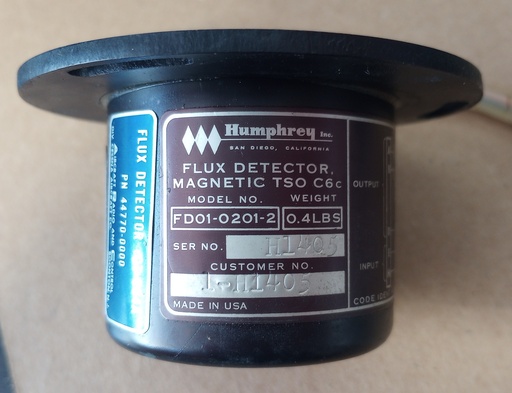 Humphrey Inc.
SAN DIEGO, CALIFORNIA
FLUX DETECTOR,
MAGNETIC TSO C6c
MODEL NO. WEIGHT
FD01-0201-2 0.4LBS
SER NO. H1405
CUSTOMER NO.
MADE IN USA
OUTPUT
INPUT
FLUX DETECTOR
PN 44770-0000